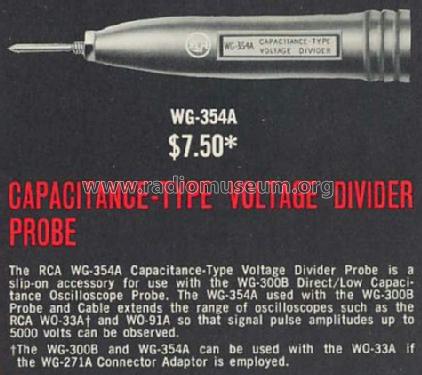 RCA
WG-354A CAPACITANCE-TYPE
VOLTAGE DIVIDER
WG-354A
$7.50*
www.radiomuseum.org
CAPACITANCE-TYPE VOLTAGE DIVIDER
PROBE
The RCA WG-354A Capacitance-Type Voltage Divider Probe is a
slip-on accessory for use with the WG-300B Direct/Low Capaci-
tance Oscilloscope Probe. The WG-354A used with the WG-300B
Probe and Cable extends the range of oscilloscopes such as the
RCA WO-33A† and WO-91A so that signal pulse amplitudes up to
5000 volts can be observed.
†The WG-300B and WG-354A can be used with the WO-33A if
the WG-271A Connector Adaptor is employed.